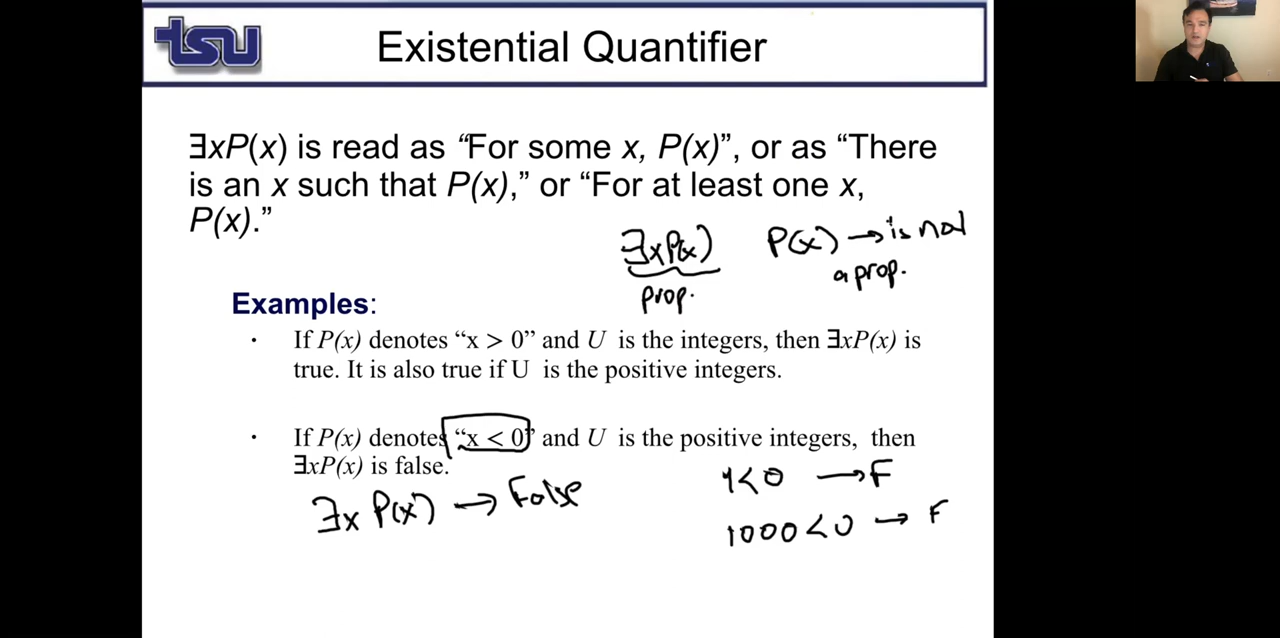 tsu
Existential Quantifier
∃xP(x) is read as “For some x, P(x)”, or as “There
is an x such that P(x),” or “For at least one x,
P(x).”
∃xP(x)
prop.
P(x) → is not
a prop.
Examples:
· If P(x) denotes “x > 0” and U is the integers, then ∃xP(x) is
true. It is also true if U is the positive integers.
· If P(x) denotes “x < 0” and U is the positive integers, then
∃xP(x) is false.
∃x P(x) → False
1<0 → F
1000<0 → F